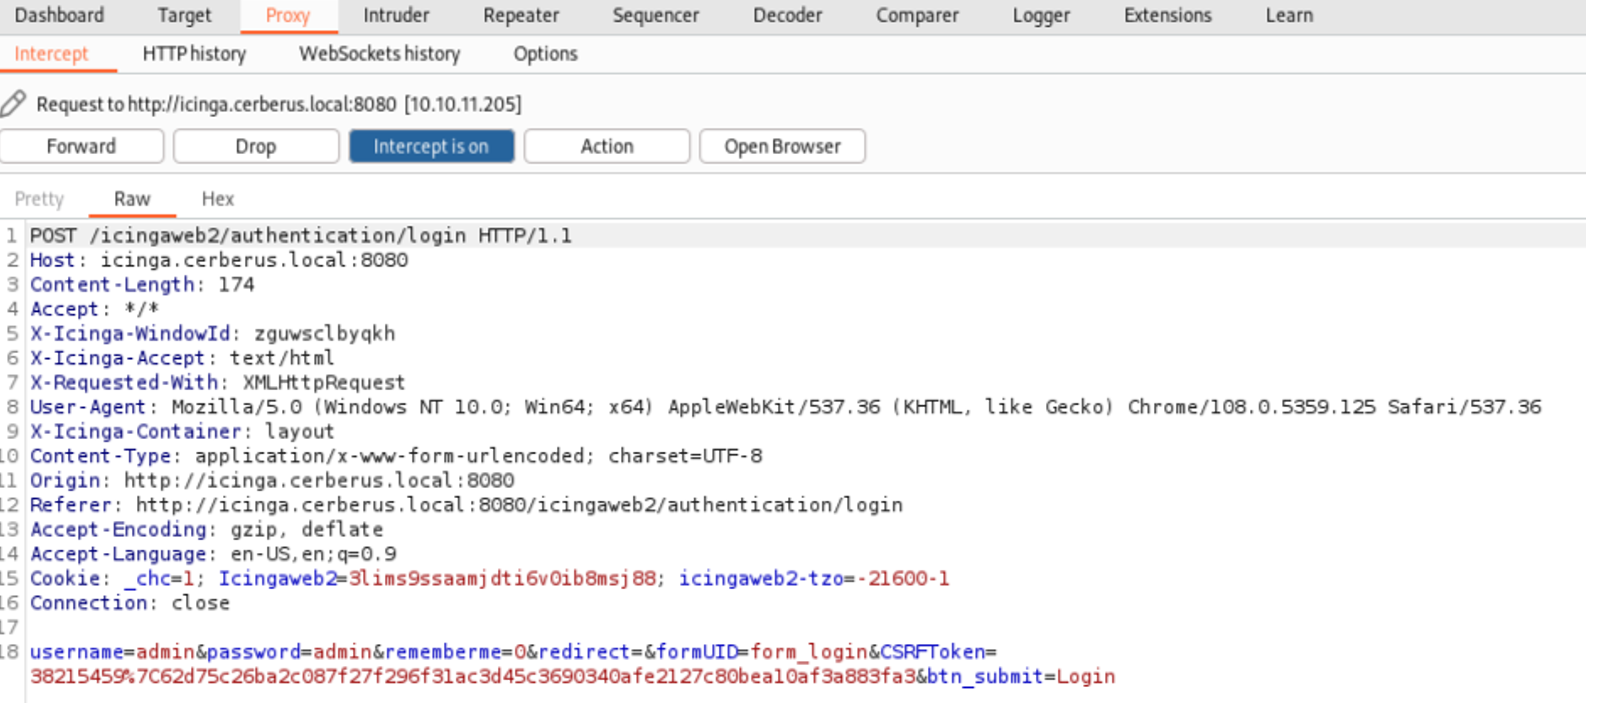 Dashboard Target Proxy Intruder Repeater Sequencer Decoder Comparer Logger Extensions Learn
Intercept HTTP history WebSockets history Options
Request to http://icinga.cerberus.local:8080 [10.10.11.205]
Forward Drop Intercept is on Action Open Browser
Pretty Raw Hex
1 POST /icingaweb2/authentication/login HTTP/1.1
2 Host: icinga.cerberus.local:8080
3 Content-Length: 174
4 Accept: */*
5 X-Icinga-WindowId: zguwsclbyqkh
6 X-Icinga-Accept: text/html
7 X-Requested-With: XMLHttpRequest
8 User-Agent: Mozilla/5.0 (Windows NT 10.0; Win64; x64) AppleWebKit/537.36 (KHTML, like Gecko) Chrome/108.0.5359.125 Safari/537.36
9 X-Icinga-Container: layout
10 Content-Type: application/x-www-form-urlencoded; charset=UTF-8
11 Origin: http://icinga.cerberus.local:8080
12 Referer: http://icinga.cerberus.local:8080/icingaweb2/authentication/login
13 Accept-Encoding: gzip, deflate
14 Accept-Language: en-US,en;q=0.9
15 Cookie: _chc=1; Icingaweb2=3lims9ssaamjdti6v0ib8msj88; icingaweb2-tzo=-21600-1
16 Connection: close
17
18 username=admin&password=admin&rememberme=0&redirect=&formUID=form_login&CSRFToken=
38215459%7C62d75c26ba2c087f27f296f31ac3d45c3690340afe2127c80bea10af3a883fa3&btn_submit=Login